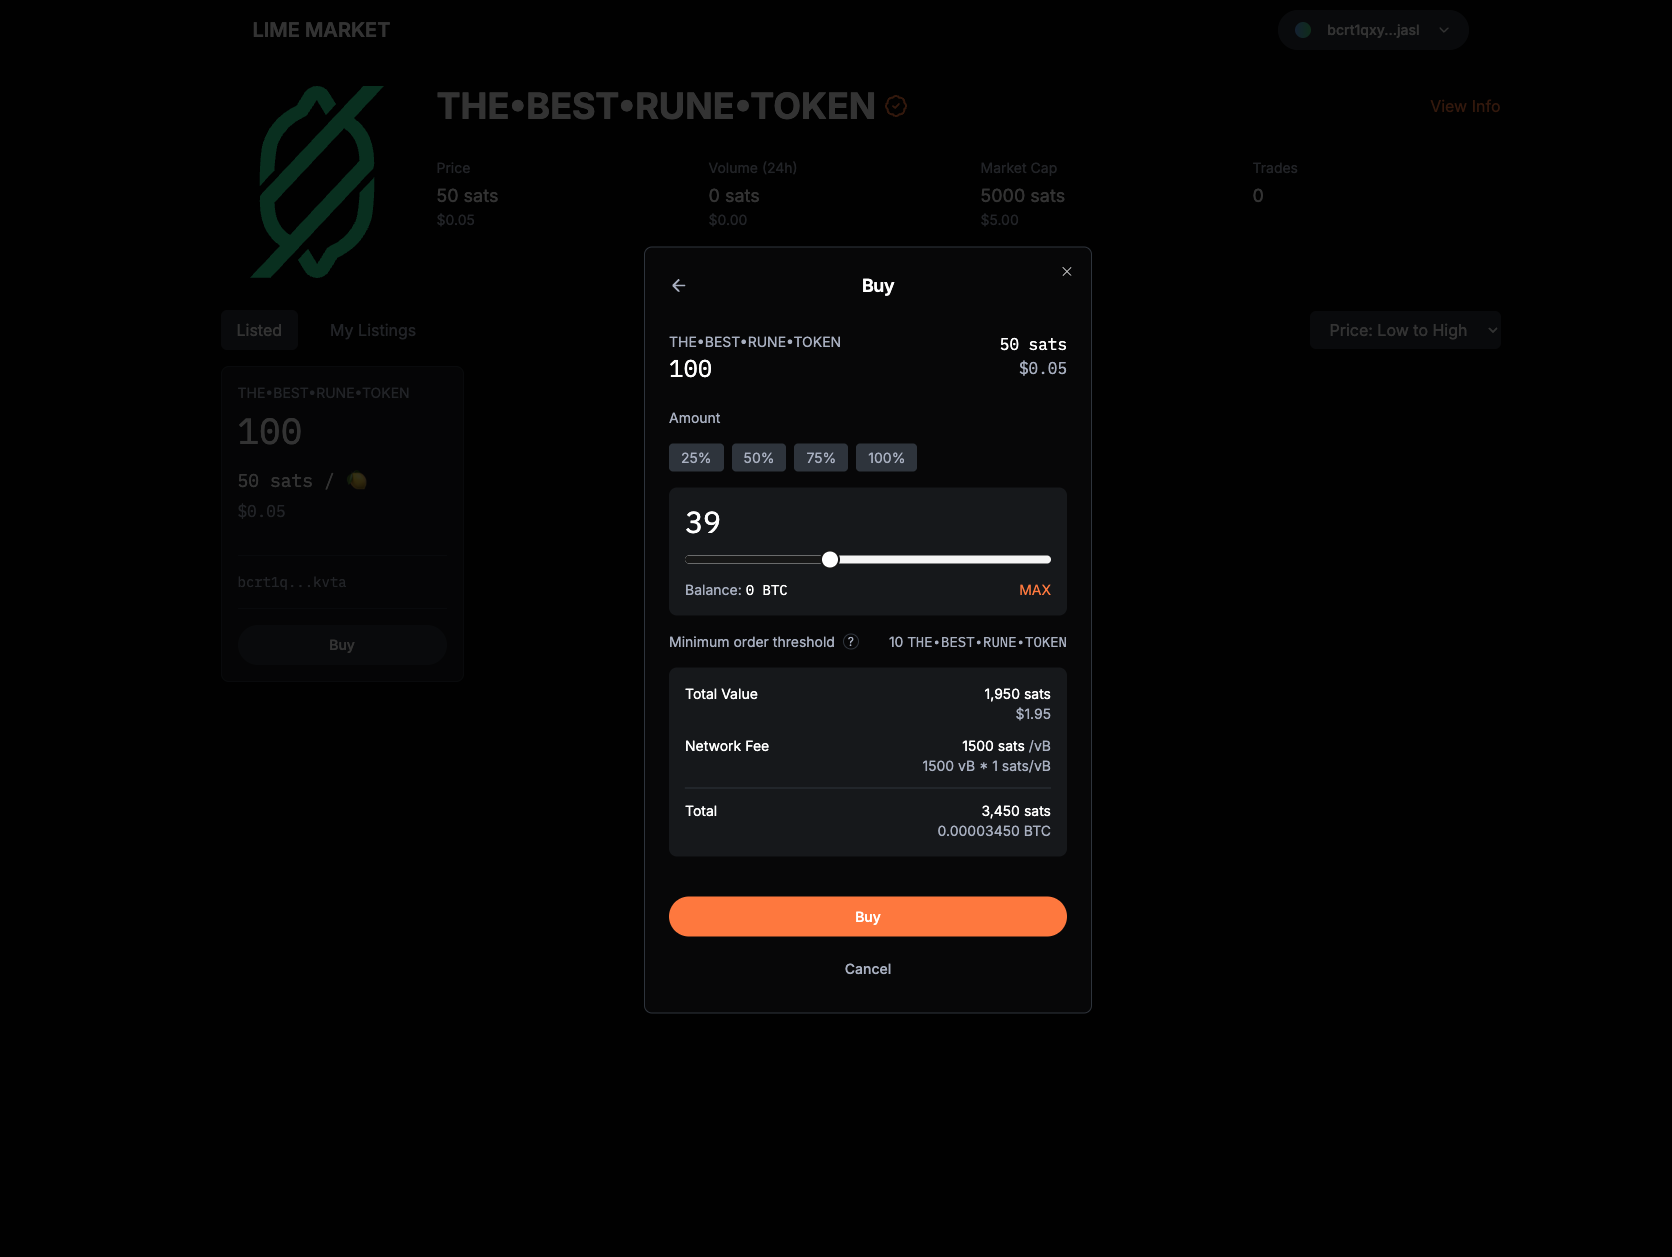 LIME MARKET
bcrt1qxy...jasl
THE•BEST•RUNE•TOKEN
View Info
Price
Volume (24h)
Market Cap
Trades
50 sats
0 sats
5000 sats
0
$0.05
$0.00
$5.00
Listed
My Listings
Price: Low to High
THE•BEST•RUNE•TOKEN
100
50 sats /
$0.05
bcrt1q...kvta
Buy
Buy
THE•BEST•RUNE•TOKEN
50 sats
100
$0.05
Amount
25%
50%
75%
100%
39
Balance: 0 BTC
MAX
Minimum order threshold ?
10 THE•BEST•RUNE•TOKEN
Total Value
1,950 sats
$1.95
Network Fee
1500 sats /vB
1500 vB * 1 sats/vB
Total
3,450 sats
0.00003450 BTC
Buy
Cancel